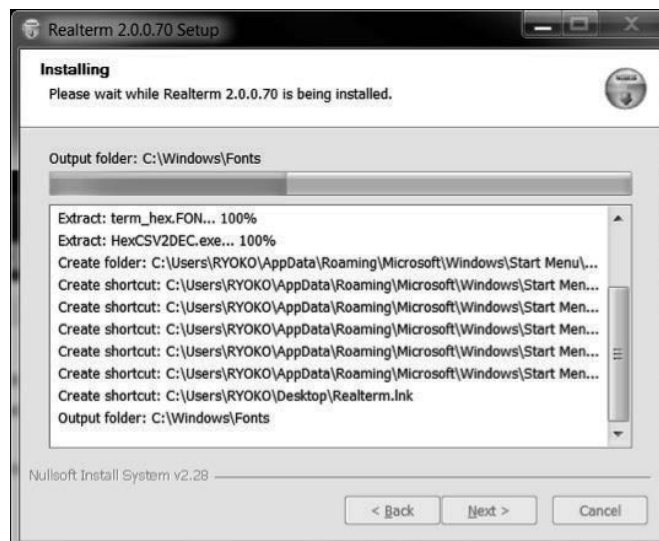 Realterm 2.0.0.70 Setup
Installing
Please wait while Realterm 2.0.0.70 is being installed.
Output folder: C:\Windows\Fonts
Extract: term_hex.FON... 100%
Extract: HexCSV2DEC.exe... 100%
Create folder: C:\Users\RYOKO\AppData\Roaming\Microsoft\Windows\Start Menu\...
Create shortcut: C:\Users\RYOKO\AppData\Roaming\Microsoft\Windows\Start Men...
Create shortcut: C:\Users\RYOKO\AppData\Roaming\Microsoft\Windows\Start Men...
Create shortcut: C:\Users\RYOKO\AppData\Roaming\Microsoft\Windows\Start Men...
Create shortcut: C:\Users\RYOKO\AppData\Roaming\Microsoft\Windows\Start Men...
Create shortcut: C:\Users\RYOKO\AppData\Roaming\Microsoft\Windows\Start Men...
Create shortcut: C:\Users\RYOKO\Desktop\Realterm.lnk
Output folder: C:\Windows\Fonts
Nullsoft Install System v2.28
< Back Next > Cancel